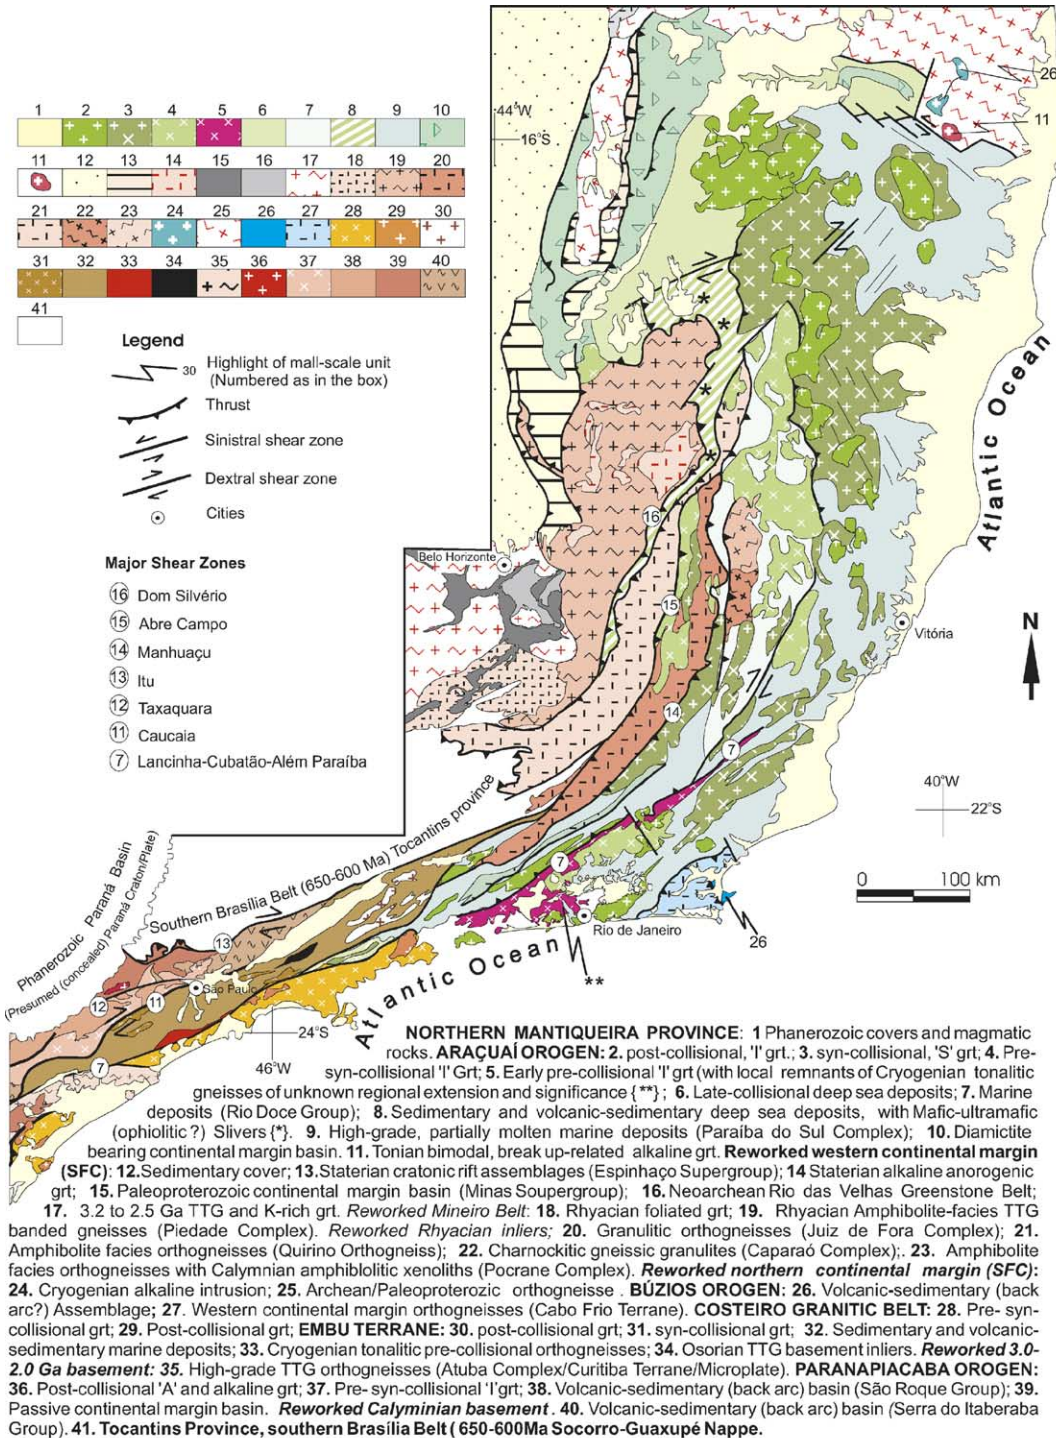 1 2 3 4 5 6 7 8 9 10
11 12 13 14 15 16 17 18 19 20
21 22 23 24 25 26 27 28 29 30
31 32 33 34 35 36 37 38 39 40
41
Legend
30 Highlight of mall-scale unit
(Numbered as in the box)
Thrust
Sinistral shear zone
Dextral shear zone
Cities
Major Shear Zones
16 Dom Silvério
15 Abre Campo
14 Manhuaçu
13 Itu
12 Taxaquara
11 Caucaia
7 Lancinha-Cubatão-Além Paraíba
44°W
16°S
26
11
Atlantic Ocean
16
Belo Horizonte
15
Vitória
N
14
7
40°W
22°S
0 100 km
Phanerozoic Paraná Basin
(Presumed (concealed) Paraná Craton/Plate)
Southern Brasília Belt (650-600 Ma) Tocantins province
7
Rio de Janeiro
26
**
13
São Paulo
12
11
7
Atlantic Ocean
24°S
46°W
NORTHERN MANTIQUEIRA PROVINCE: 1 Phanerozoic covers and magmatic
rocks. ARAÇUAÍ OROGEN: 2. post-collisional, 'I' grt.; 3. syn-collisional, 'S' grt; 4. Pre-
syn-collisional 'I' Grt; 5. Early pre-collisional 'I' grt (with local remnants of Cryogenian tonalitic
gneisses of unknown regional extension and significance {**} ; 6. Late-collisional deep sea deposits; 7. Marine
deposits (Rio Doce Group); 8. Sedimentary and volcanic-sedimentary deep sea deposits, with Mafic-ultramafic
(ophiolitic ?) Slivers {*}. 9. High-grade, partially molten marine deposits (Paraíba do Sul Complex); 10. Diamictite
bearing continental margin basin. 11. Tonian bimodal, break up-related alkaline grt. Reworked western continental margin
(SFC): 12.Sedimentary cover; 13.Staterian cratonic rift assemblages (Espinhaço Supergroup); 14 Staterian alkaline anorogenic
grt; 15. Paleoproterozoic continental margin basin (Minas Soupergroup); 16. Neoarchean Rio das Velhas Greenstone Belt;
17. 3.2 to 2.5 Ga TTG and K-rich grt. Reworked Mineiro Belt: 18. Rhyacian foliated grt; 19. Rhyacian Amphibolite-facies TTG
banded gneisses (Piedade Complex). Reworked Rhyacian inliers; 20. Granulitic orthogneisses (Juiz de Fora Complex); 21.
Amphibolite facies orthogneisses (Quirino Orthogneiss); 22. Charnockitic gneissic granulites (Caparaó Complex);. 23. Amphibolite
facies orthogneisses with Calymnian amphiblolitic xenoliths (Pocrane Complex). Reworked northern continental margin (SFC):
24. Cryogenian alkaline intrusion; 25. Archean/Paleoproterozic orthogneisse . BÚZIOS OROGEN: 26. Volcanic-sedimentary (back
arc?) Assemblage; 27. Western continental margin orthogneisses (Cabo Frio Terrane). COSTEIRO GRANITIC BELT: 28. Pre- syn-
collisional grt; 29. Post-collisional grt; EMBU TERRANE: 30. post-collisional grt; 31. syn-collisional grt; 32. Sedimentary and volcanic-
sedimentary marine deposits; 33. Cryogenian tonalitic pre-collisional orthogneisses; 34. Osorian TTG basement inliers. Reworked 3.0-
2.0 Ga basement: 35. High-grade TTG orthogneisses (Atuba Complex/Curitiba Terrane/Microplate). PARANAPIACABA OROGEN:
36. Post-collisional 'A' and alkaline grt; 37. Pre- syn-collisional 'I'grt; 38. Volcanic-sedimentary (back arc) basin (São Roque Group); 39.
Passive continental margin basin. Reworked Calyminian basement . 40. Volcanic-sedimentary (back arc) basin (Serra do Itaberaba
Group). 41. Tocantins Province, southern Brasília Belt ( 650-600Ma Socorro-Guaxupé Nappe.